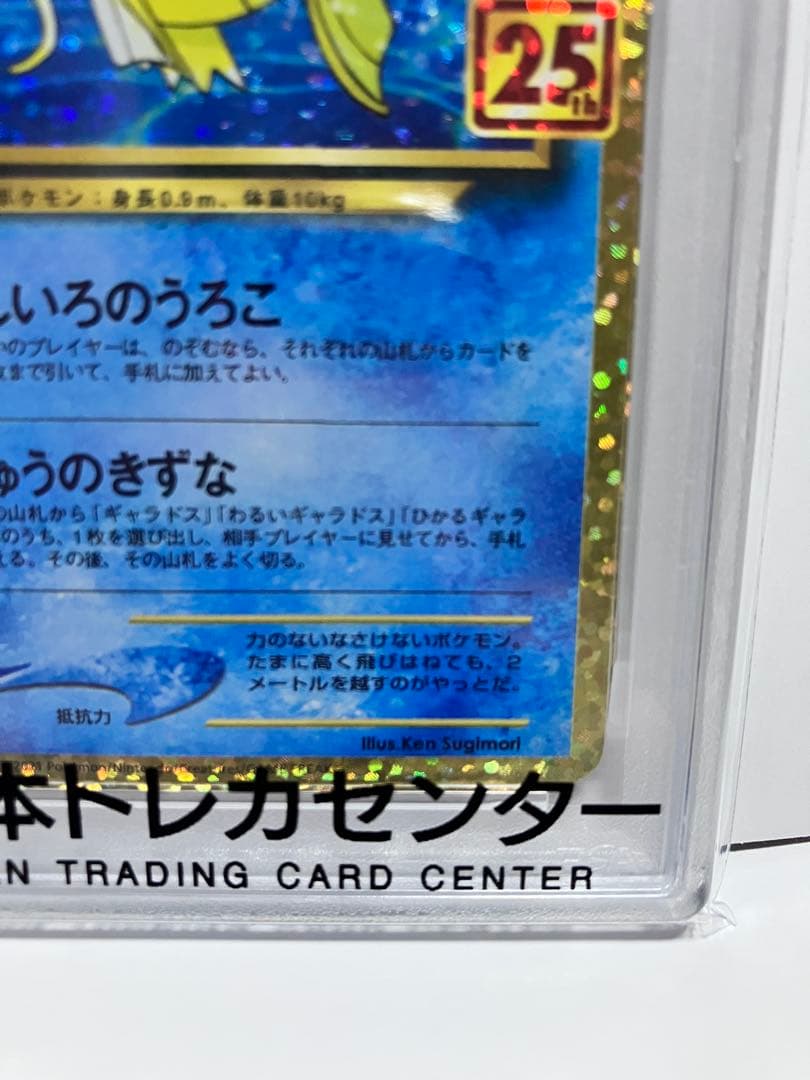 25th
ポケモン：身長0.9m、体重10kg
んいろのうろこ
いのプレイヤーは、のぞむなら、それぞれの山札からカードを
まで引いて、手札に加えてよい。
ゅうのきずな
の山札から「ギャラドス」「わるいギャラドス」「ひかるギャラ
のうち、1枚を選び出し、相手プレイヤーに見せてから、手札
える。その後、その山札をよく切る。
力のないなさけないポケモン。
たまに高く飛びはねても、2
メートルを越すのがやっとだ。
抵抗力
Illus Ken Sugimori
Pokémon/Nintendo/Creatures/GAME FREAK
本トレカセンター
N TRADING CARD CENTER